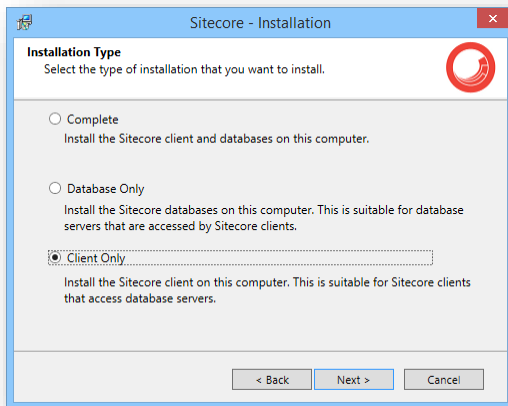 Sitecore - Installation
Installation Type
Select the type of installation that you want to install.
Complete
Install the Sitecore client and databases on this computer.
Database Only
Install the Sitecore databases on this computer. This is suitable for database
servers that are accessed by Sitecore clients.
Client Only
Install the Sitecore client on this computer. This is suitable for Sitecore clients
that access database servers.
< Back Next > Cancel